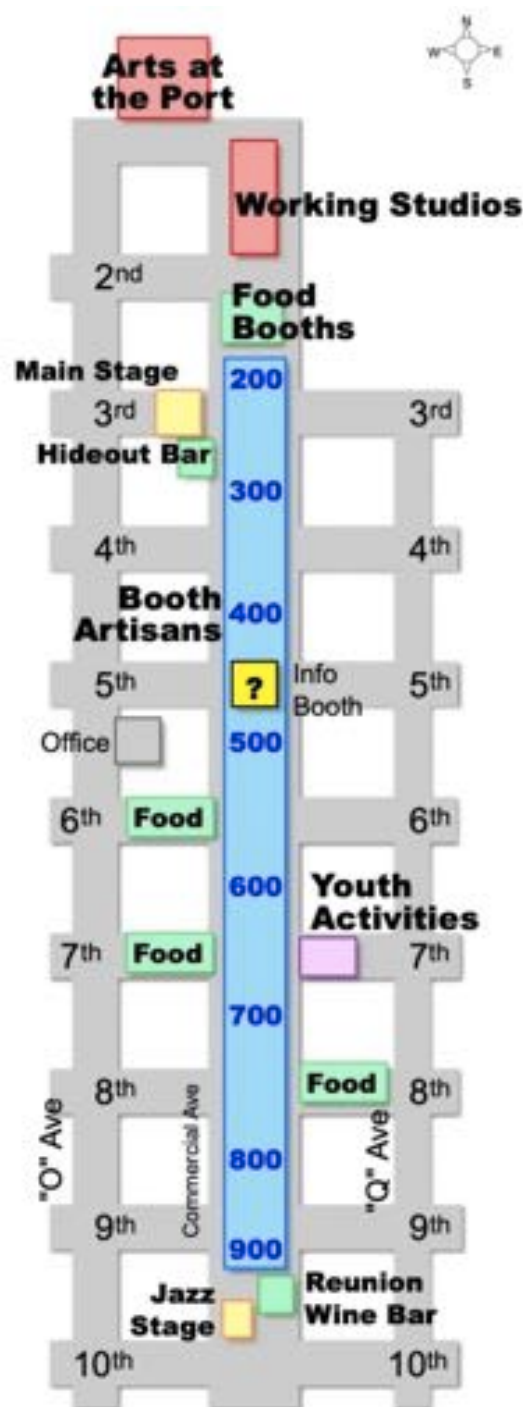 N
W E
S
Arts at
the Port
Working Studios
2nd
Food
Booths
Main Stage
200
3rd
3rd
Hideout Bar
300
4th
4th
Booth
Artisans
400
5th
?
Info
Booth
5th
Office
500
6th
Food
6th
600
Youth
Activities
7th
Food
7th
700
8th
Food
8th
"O" Ave
Commercial Ave
"Q" Ave
800
9th
9th
900
Jazz
Stage
Reunion
Wine Bar
10th
10th